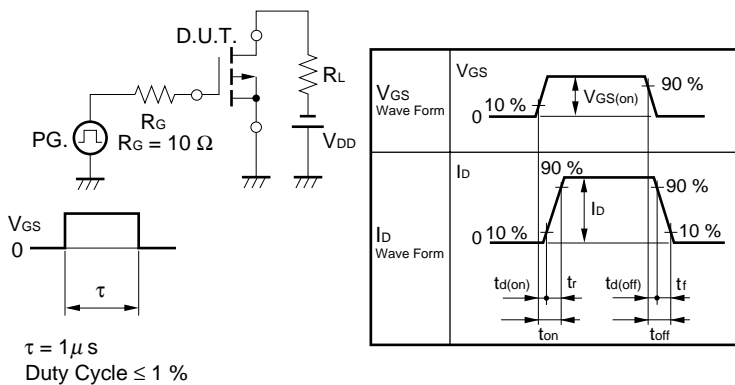 D.U.T.
RL
RG
PG.
RG = 10 Ω
VDD
VGS
0
τ
τ = 1μ s
Duty Cycle ≤ 1 %
VGS
Wave Form
VGS
10 %
0
VGS(on)
90 %
ID
Wave Form
ID
90 %
0
10 %
ID
90 %
10 %
td(on)
tr
td(off)
tf
ton
toff